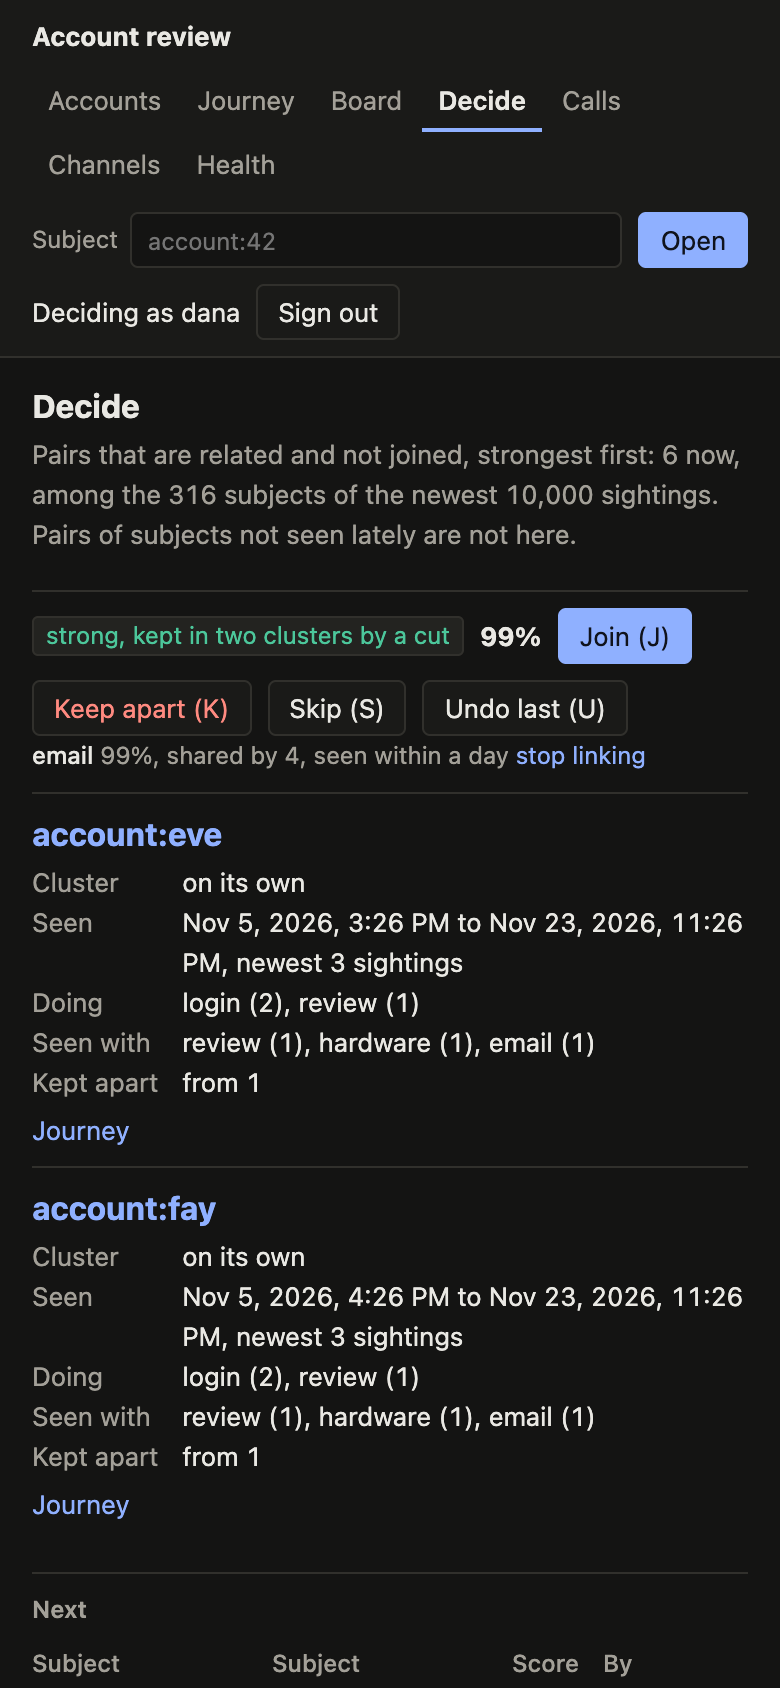 Account review
Accounts Journey Board Decide Calls
Channels Health
Subject account:42 Open
Deciding as dana Sign out
Decide
Pairs that are related and not joined, strongest first: 6 now,
among the 316 subjects of the newest 10,000 sightings.
Pairs of subjects not seen lately are not here.
strong, kept in two clusters by a cut 99% Join (J)
Keep apart (K) Skip (S) Undo last (U)
email 99%, shared by 4, seen within a day stop linking
account:eve
Cluster on its own
Seen Nov 5, 2026, 3:26 PM to Nov 23, 2026, 11:26
PM, newest 3 sightings
Doing login (2), review (1)
Seen with review (1), hardware (1), email (1)
Kept apart from 1
Journey
account:fay
Cluster on its own
Seen Nov 5, 2026, 4:26 PM to Nov 23, 2026, 11:26
PM, newest 3 sightings
Doing login (2), review (1)
Seen with review (1), hardware (1), email (1)
Kept apart from 1
Journey
Next
Subject Subject Score By